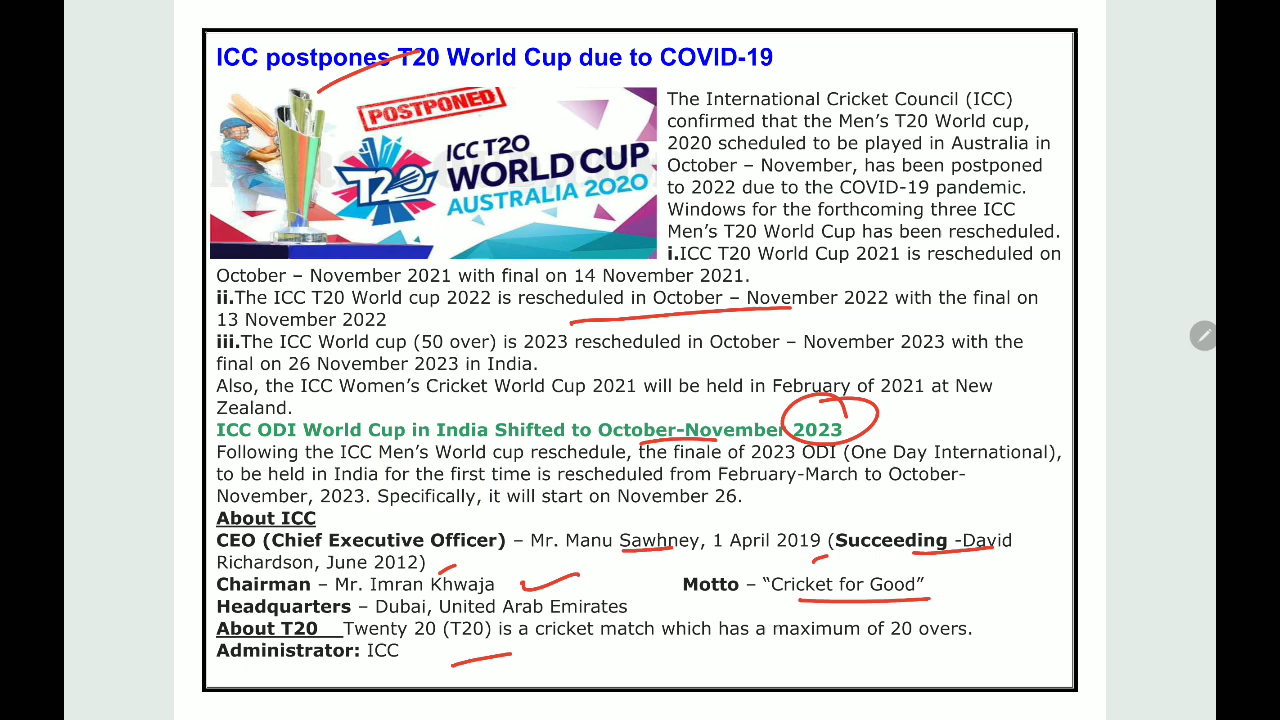 ICC postpones T20 World Cup due to COVID-19
POSTPONED
ICC T20
WORLD CUP
AUSTRALIA 2020
T20
The International Cricket Council (ICC)
confirmed that the Men's T20 World cup,
2020 scheduled to be played in Australia in
October – November, has been postponed
to 2022 due to the COVID-19 pandemic.
Windows for the forthcoming three ICC
Men's T20 World Cup has been rescheduled.
i.ICC T20 World Cup 2021 is rescheduled on
October – November 2021 with final on 14 November 2021.
ii.The ICC T20 World cup 2022 is rescheduled in October – November 2022 with the final on
13 November 2022
iii.The ICC World cup (50 over) is 2023 rescheduled in October – November 2023 with the
final on 26 November 2023 in India.
Also, the ICC Women's Cricket World Cup 2021 will be held in February of 2021 at New
Zealand.
ICC ODI World Cup in India Shifted to October–November 2023
Following the ICC Men's World cup reschedule, the finale of 2023 ODI (One Day International),
to be held in India for the first time is rescheduled from February-March to October-
November, 2023. Specifically, it will start on November 26.
About ICC
CEO (Chief Executive Officer) – Mr. Manu Sawhney, 1 April 2019 (Succeeding -David
Richardson, June 2012)
Chairman – Mr. Imran Khwaja Motto – “Cricket for Good”
Headquarters – Dubai, United Arab Emirates
About T20 Twenty 20 (T20) is a cricket match which has a maximum of 20 overs.
Administrator: ICC